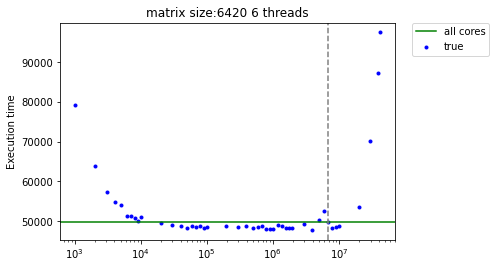 matrix size:6420 6 threads
all cores
true
Execution time
90000
80000
70000
60000
50000
10³
10⁴
10⁵
10⁶
10⁷